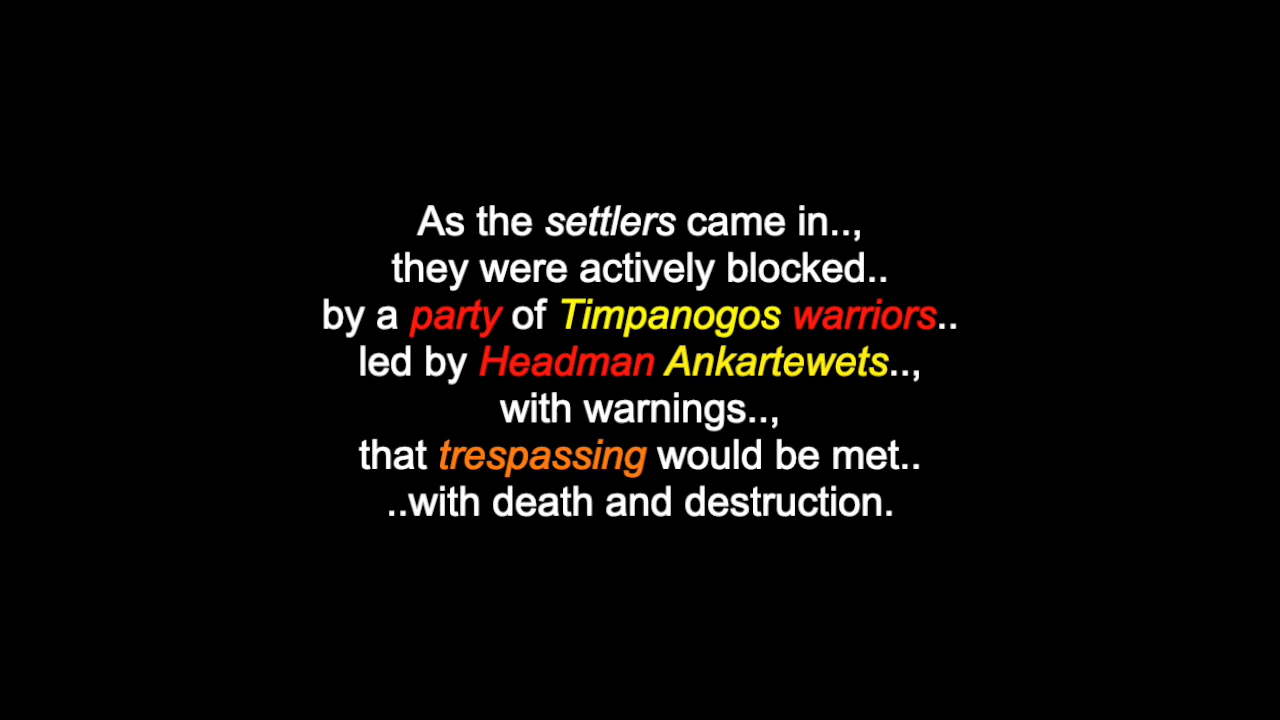 As the settlers came in..,
they were actively blocked..
by a party of Timpanogos warriors..
led by Headman Ankartewets..,
with warnings..,
that trespassing would be met..
..with death and destruction.